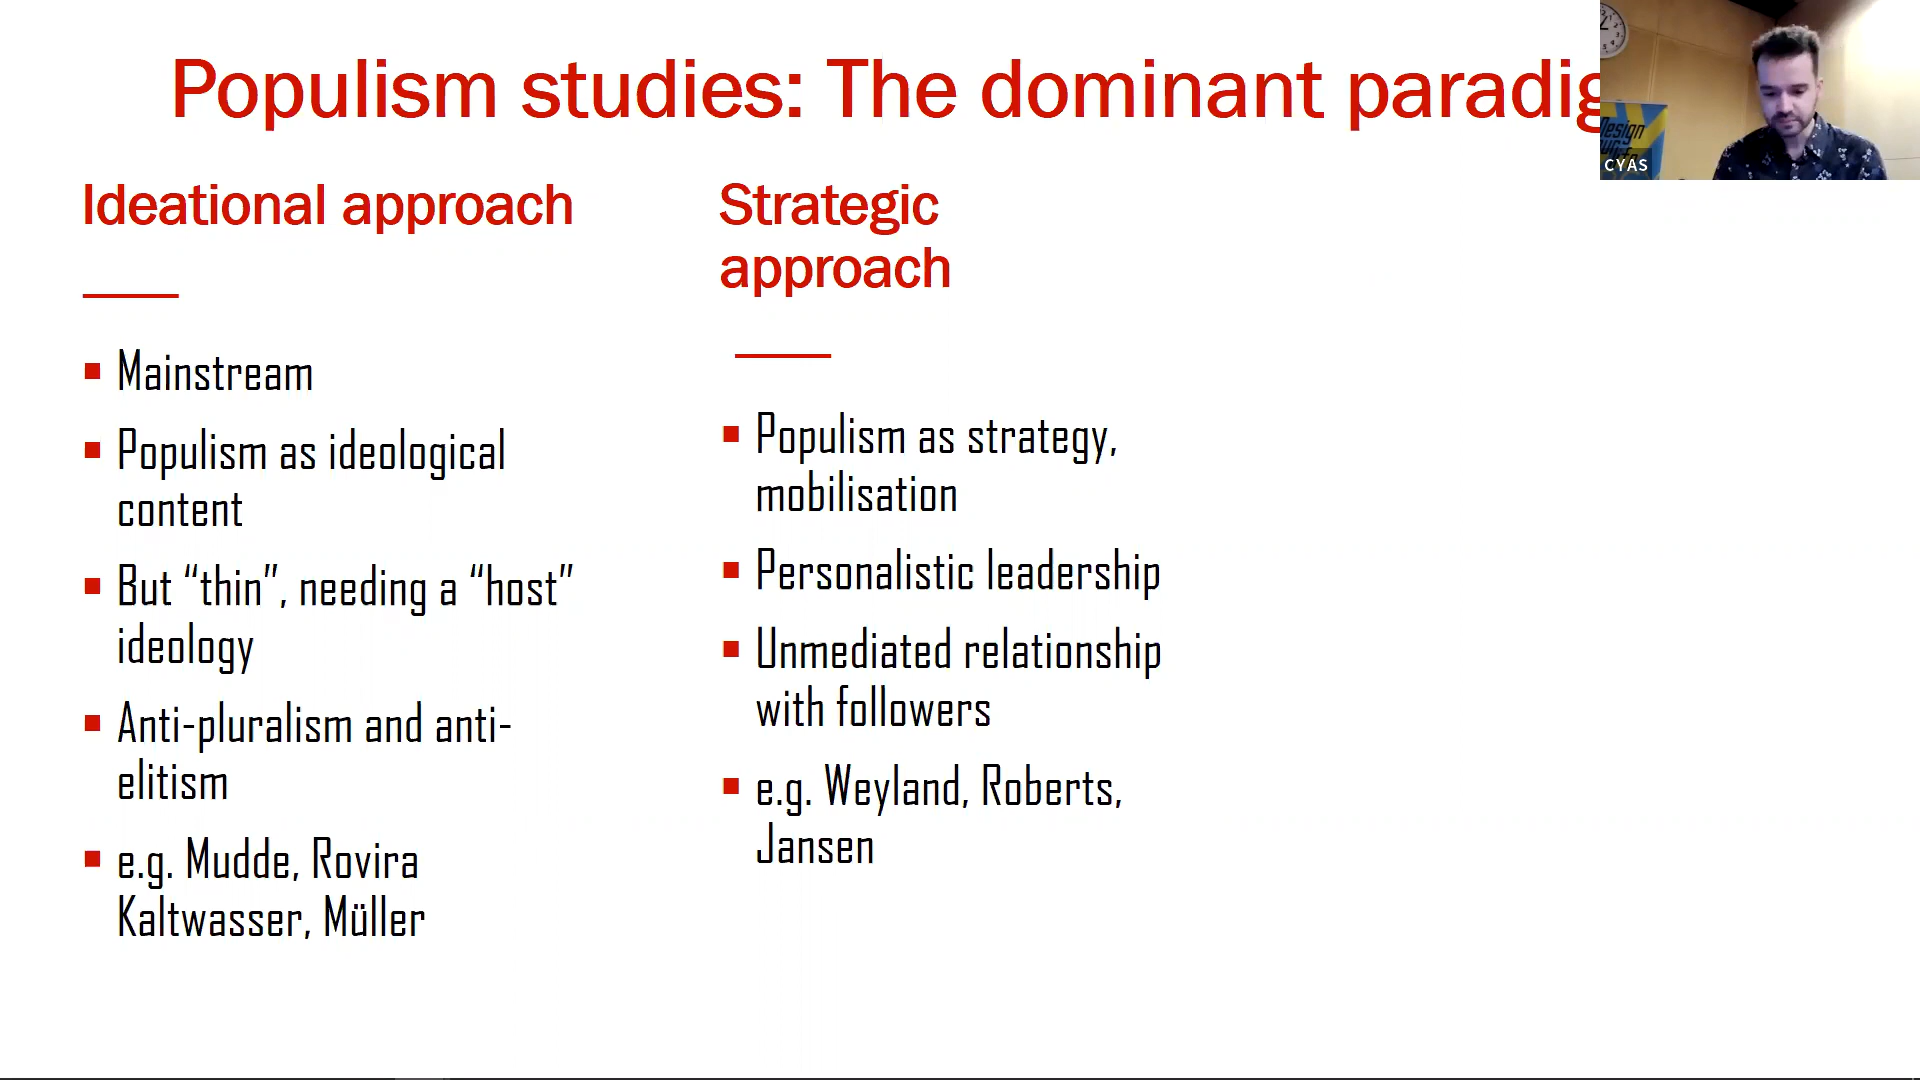 Populism studies: The dominant
Ideational approach
Mainstream
Populism as ideological
content
But “thin”, needing a “host”
ideology
Anti-pluralism and anti-
elitism
e.g. Mudde, Rovira
Kaltwasser, Müller
Strategic
approach
Populism as strategy,
mobilisation
Personalistic leadership
Unmediated relationship
with followers
e.g. Weyland, Roberts,
Jansen
CYAS